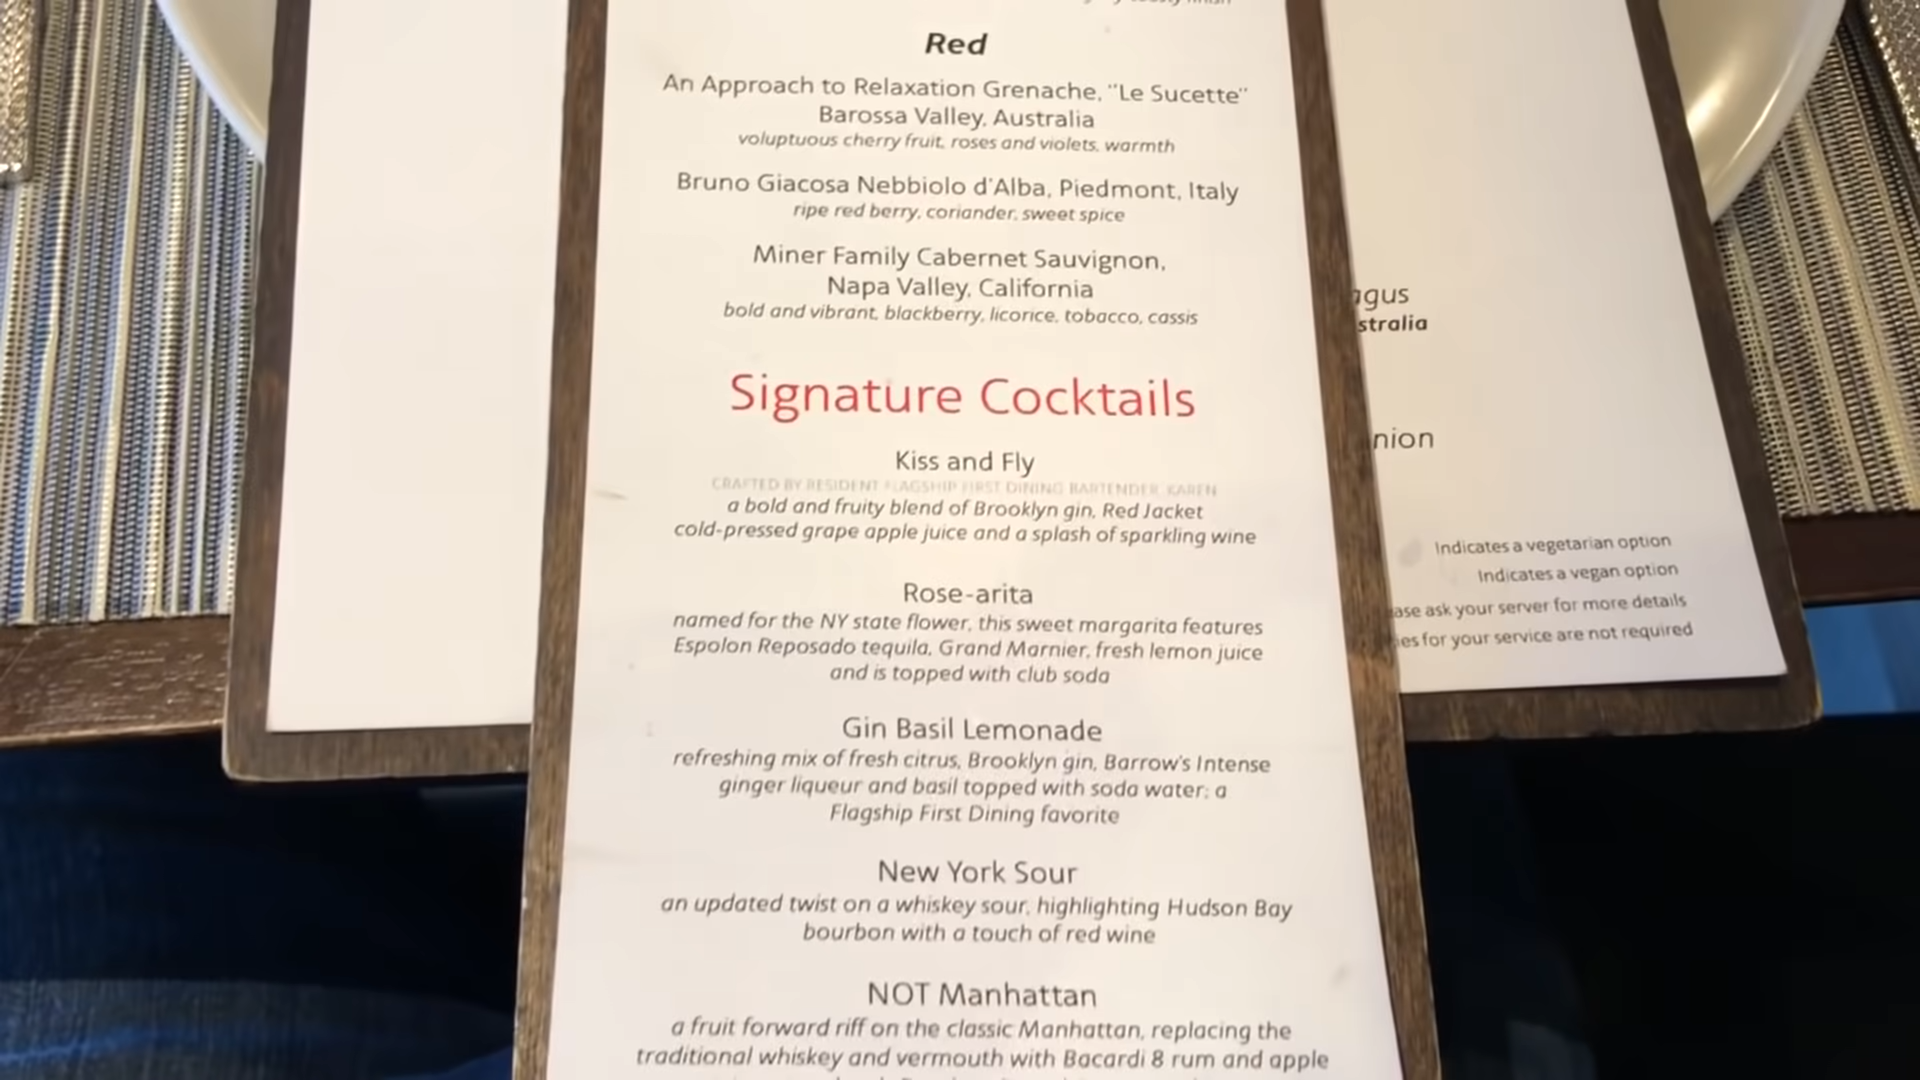 Red
An Approach to Relaxation Grenache, "Le Sucette"
Barossa Valley, Australia
voluptuous cherry fruit, roses and violets, warmth
Bruno Giacosa Nebbiolo d'Alba, Piedmont, Italy
ripe red berry, coriander, sweet spice
Miner Family Cabernet Sauvignon,
Napa Valley, California
bold and vibrant, blackberry, licorice, tobacco, cassis
Signature Cocktails
Kiss and Fly
CRAFTED BY RESIDENT FLAGSHIP FIRST DINING BARTENDER, KAREN
a bold and fruity blend of Brooklyn gin, Red Jacket
cold-pressed grape apple juice and a splash of sparkling wine
Rose-arita
named for the NY state flower, this sweet margarita features
Espolon Reposado tequila, Grand Marnier, fresh lemon juice
and is topped with club soda
Gin Basil Lemonade
refreshing mix of fresh citrus, Brooklyn gin, Barrow's Intense
ginger liqueur and basil topped with soda water; a
Flagship First Dining favorite
New York Sour
an updated twist on a whiskey sour, highlighting Hudson Bay
bourbon with a touch of red wine
NOT Manhattan
a fruit forward riff on the classic Manhattan, replacing the
traditional whiskey and vermouth with Bacardi 8 rum and apple
agus
stralia
nion
Indicates a vegetarian option
Indicates a vegan option
ase ask your server for more details
ies for your service are not required